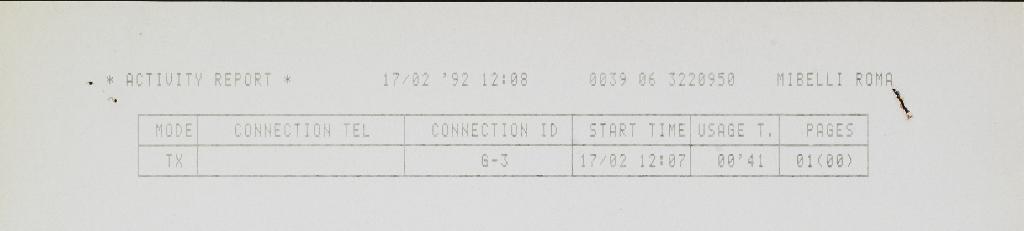 * ACTIVITY REPORT * 17/02 '92 12:08 0039 06 3220950 MIBELLI ROMA
MODE CONNECTION TEL CONNECTION ID START TIME USAGE T. PAGES
TX G-3 17/02 12:07 00'41 01(00)